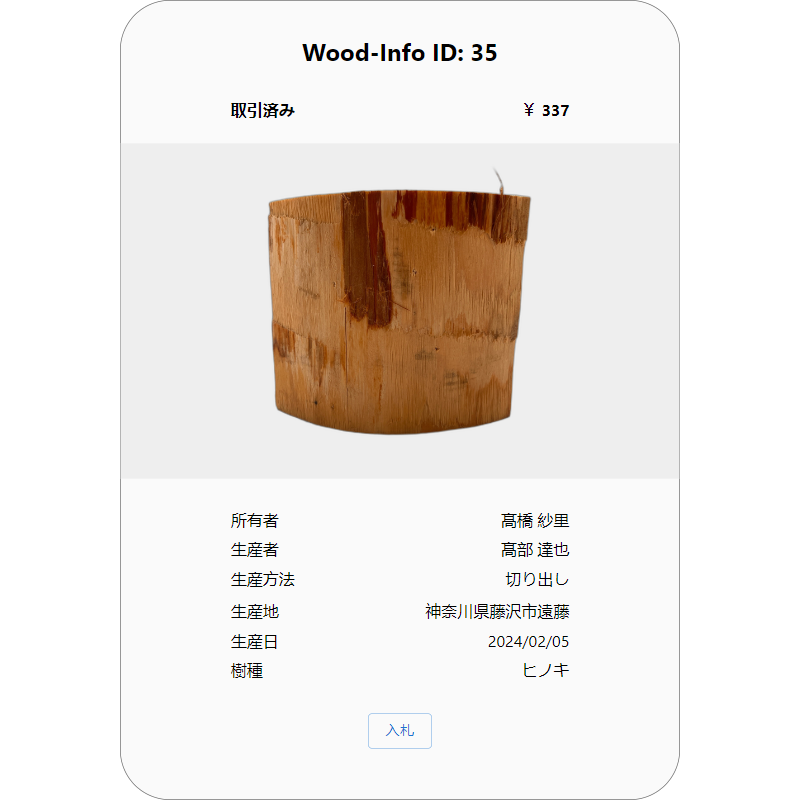 Wood-Info ID: 35
取引済み ￥ 337
所有者 髙橋 紗里
生産者 高部 達也
生産方法 切り出し
生産地 神奈川県藤沢市遠藤
生産日 2024/02/05
樹種 ヒノキ
入札